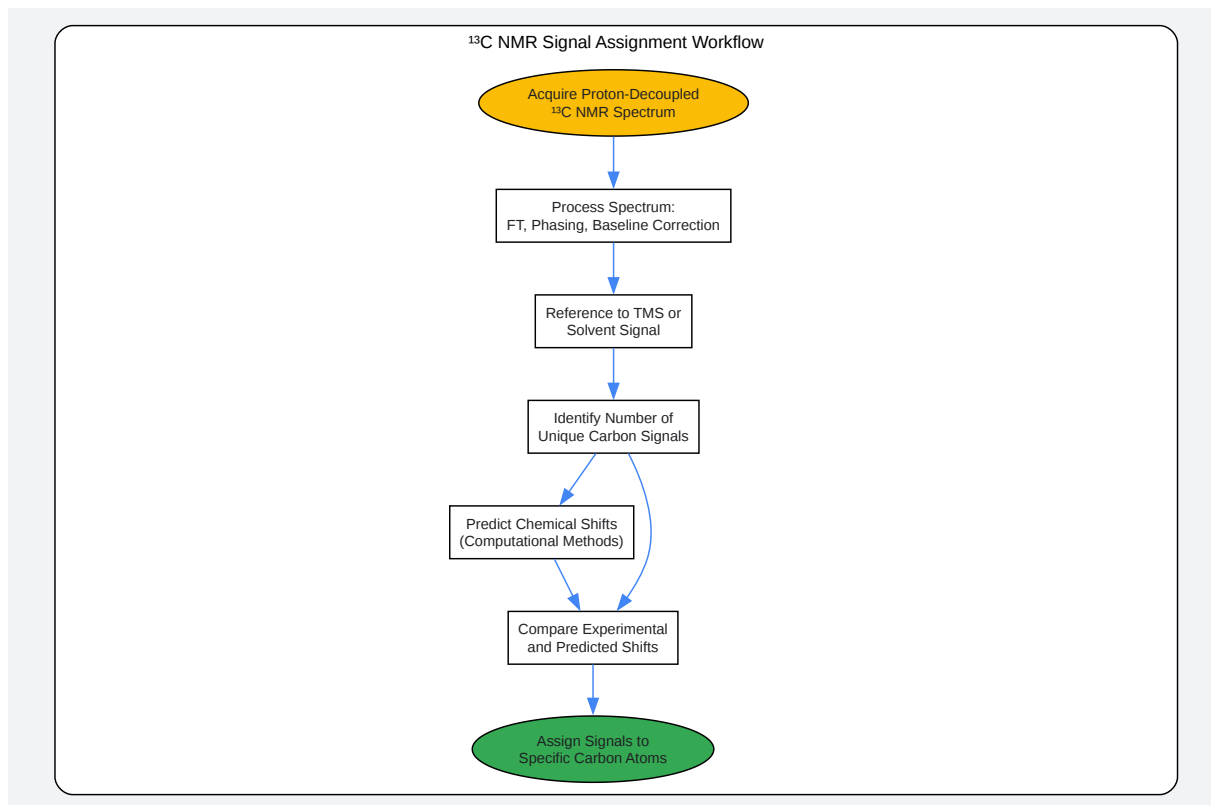 ¹³C NMR Signal Assignment Workflow
Acquire Proton-Decoupled
¹³C NMR Spectrum
Process Spectrum:
FT, Phasing, Baseline Correction
Reference to TMS or
Solvent Signal
Identify Number of
Unique Carbon Signals
Predict Chemical Shifts
(Computational Methods)
Compare Experimental
and Predicted Shifts
Assign Signals to
Specific Carbon Atoms